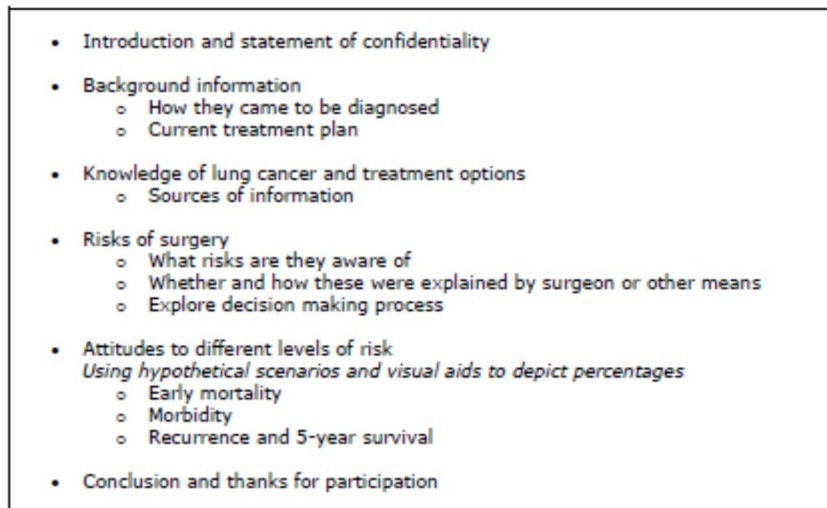 • Introduction and statement of confidentiality
• Background information
o How they came to be diagnosed
o Current treatment plan
• Knowledge of lung cancer and treatment options
o Sources of information
• Risks of surgery
o What risks are they aware of
o Whether and how these were explained by surgeon or other means
o Explore decision making process
• Attitudes to different levels of risk
Using hypothetical scenarios and visual aids to depict percentages
o Early mortality
o Morbidity
o Recurrence and 5-year survival
• Conclusion and thanks for participation